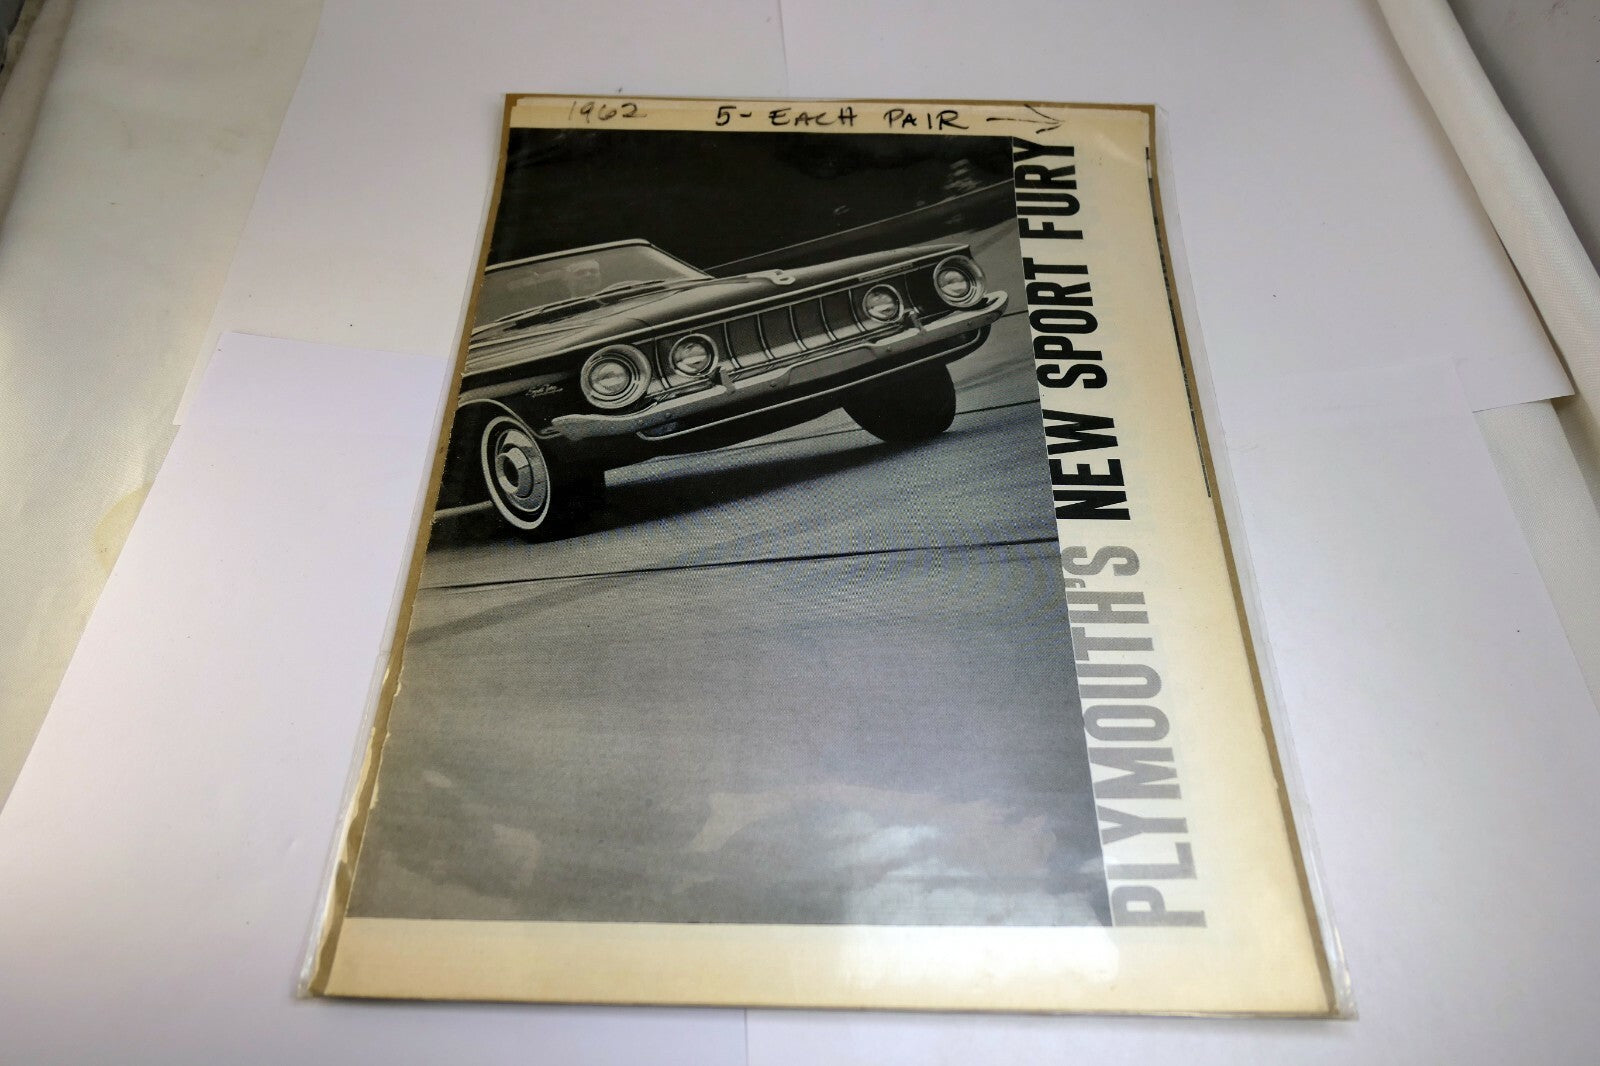 1962 5- EACH PAIR
PLYMOUTH'S NEW SPORT FURY